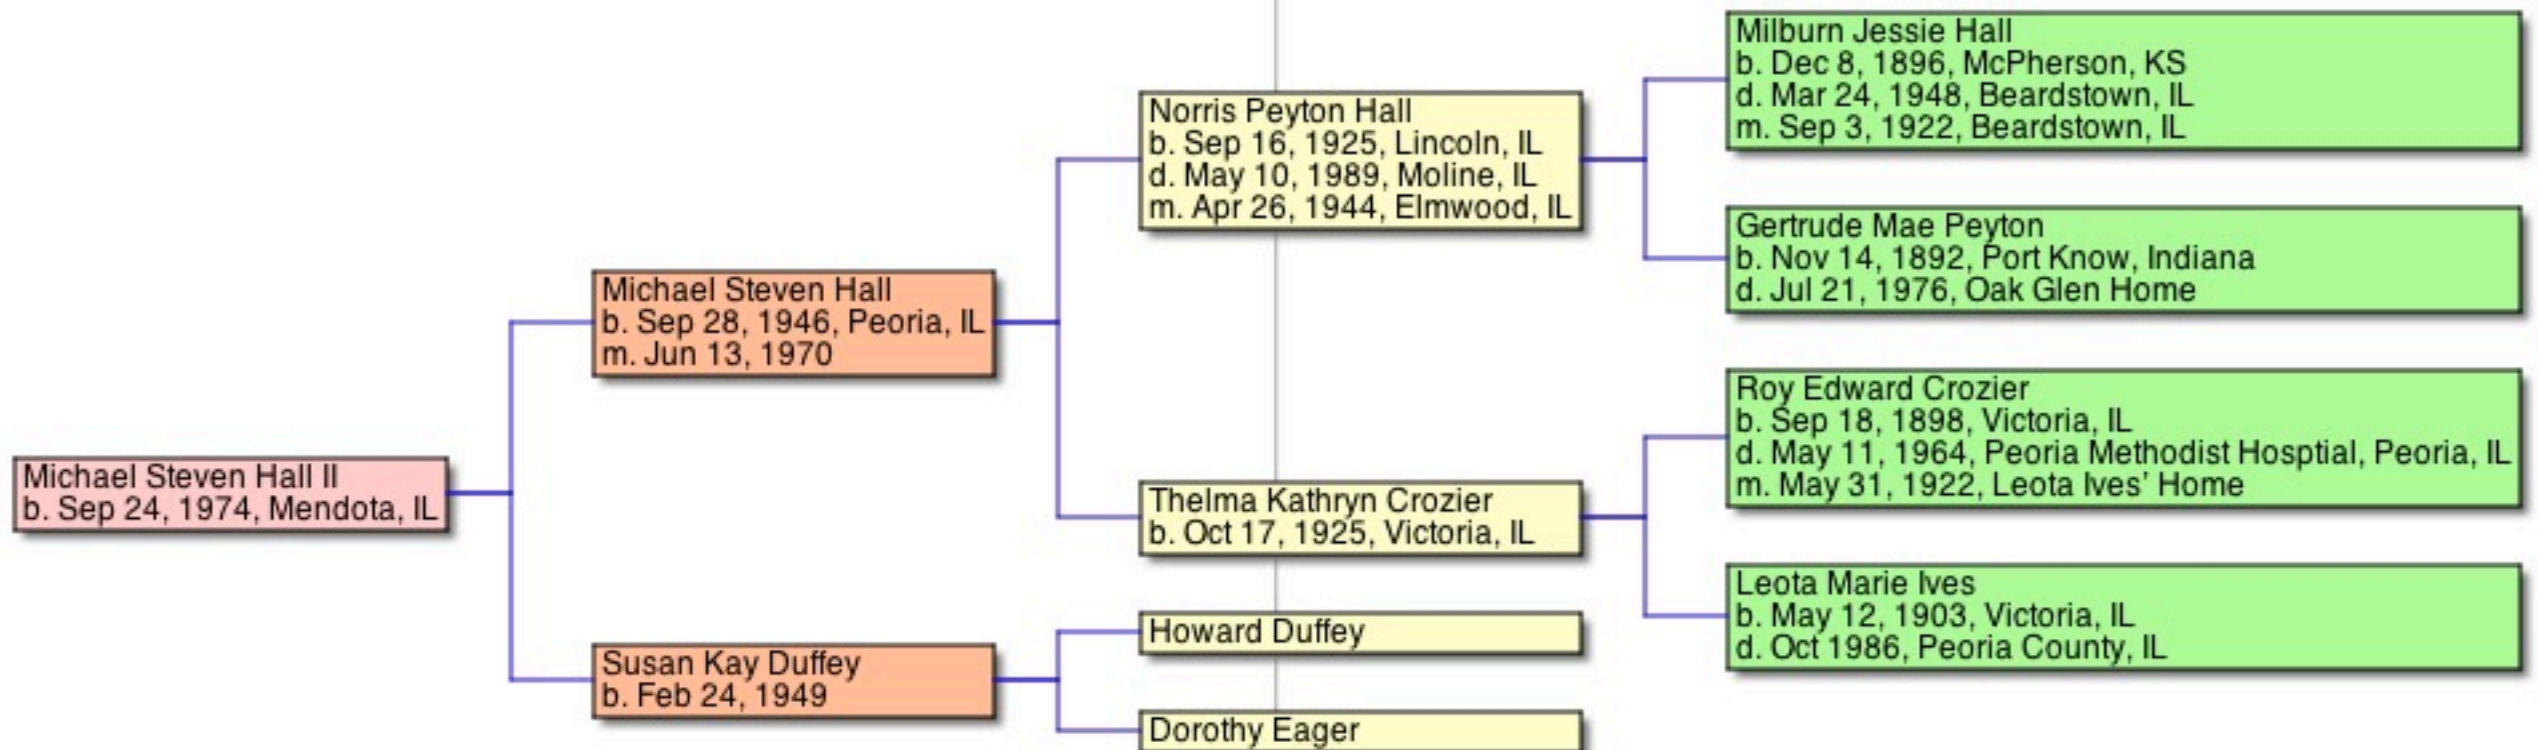 Milburn Jessie Hall
b. Dec 8, 1896, McPherson, KS
d. Mar 24, 1948, Beardstown, IL
m. Sep 3, 1922, Beardstown, IL
Norris Peyton Hall
b. Sep 16, 1925, Lincoln, IL
d. May 10, 1989, Moline, IL
m. Apr 26, 1944, Elmwood, IL
Gertrude Mae Peyton
b. Nov 14, 1892, Port Know, Indiana
d. Jul 21, 1976, Oak Glen Home
Michael Steven Hall
b. Sep 28, 1946, Peoria, IL
m. Jun 13, 1970
Roy Edward Crozier
b. Sep 18, 1898, Victoria, IL
d. May 11, 1964, Peoria Methodist Hosptial, Peoria, IL
m. May 31, 1922, Leota Ives' Home
Michael Steven Hall II
b. Sep 24, 1974, Mendota, IL
Thelma Kathryn Crozier
b. Oct 17, 1925, Victoria, IL
Leota Marie Ives
b. May 12, 1903, Victoria, IL
d. Oct 1986, Peoria County, IL
Howard Duffey
Susan Kay Duffey
b. Feb 24, 1949
Dorothy Eager